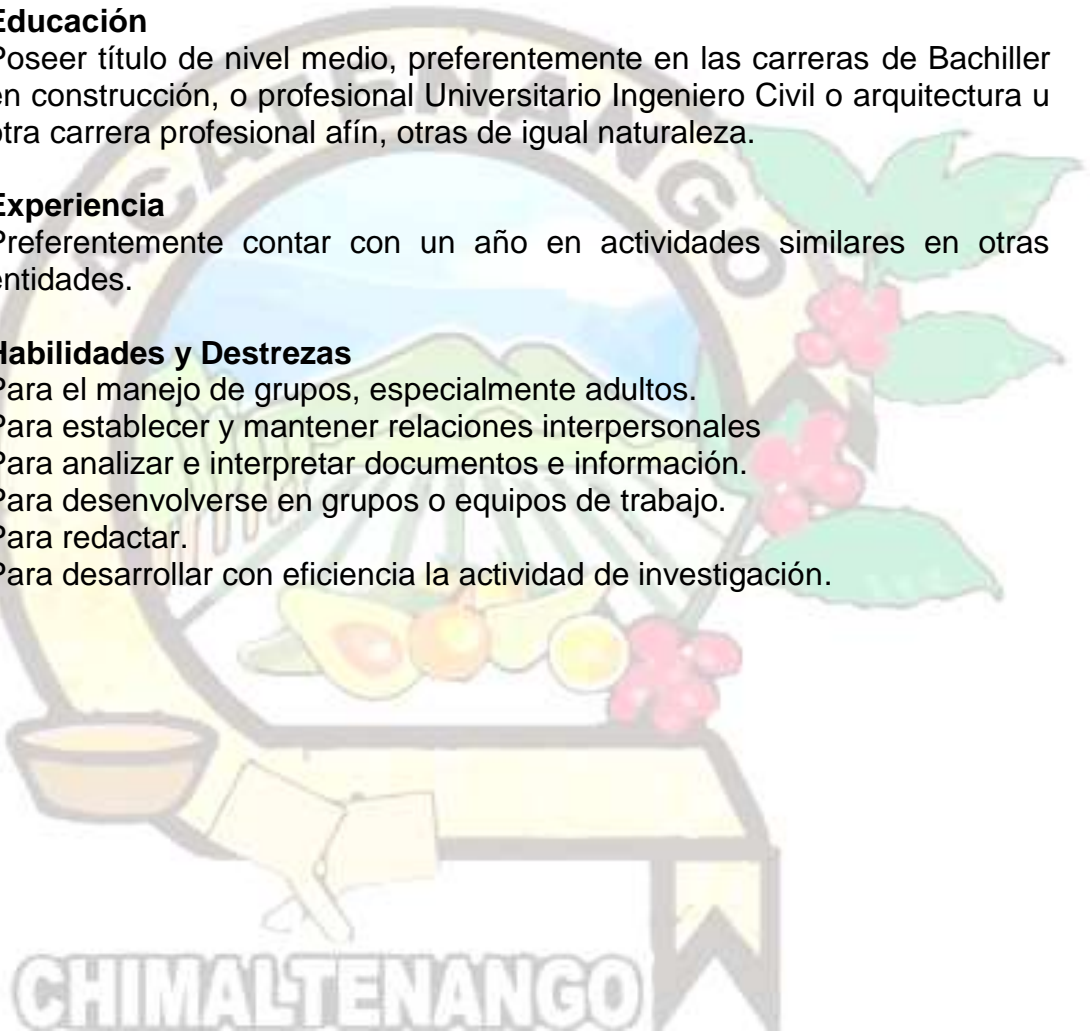 Educación
Poseer título de nivel medio, preferentemente en las carreras de Bachiller
en construcción, o profesional Universitario Ingeniero Civil o arquitectura u
otra carrera profesional afín, otras de igual naturaleza.
Experiencia
Preferentemente contar con un año en actividades similares en otras
entidades.
Habilidades y Destrezas
Para el manejo de grupos, especialmente adultos.
Para establecer y mantener relaciones interpersonales
Para analizar e interpretar documentos e información.
Para desenvolverse en grupos o equipos de trabajo.
Para redactar.
Para desarrollar con eficiencia la actividad de investigación.
ACATENANGO
CHIMALTENANGO